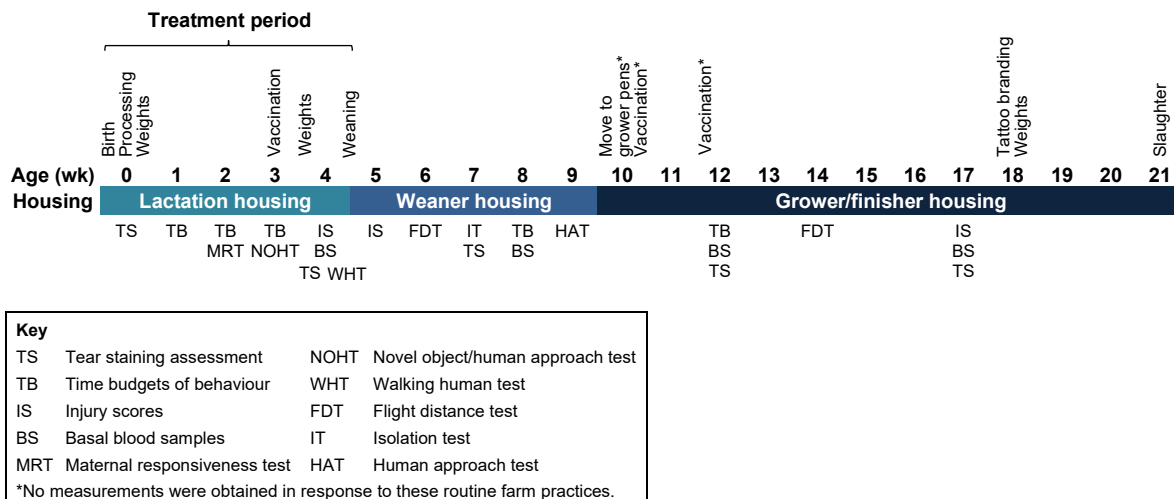 Treatment period
Birth
Processing
Weights
Vaccination
Weights
Weaning
Move to
grower pens*
Vaccination*
Vaccination*
Tattoo branding
Weights
Slaughter
Age (wk) 0 1 2 3 4 5 6 7 8 9 10 11 12 13 14 15 16 17 18 19 20 21
Housing Lactation housing Weaner housing Grower/finisher housing
TS TB TB TB IS IS FDT IT TB HAT TB FDT IS
MRT NOHT BS TS BS BS BS
TS WHT TS TS
Key
TS Tear staining assessment NOHT Novel object/human approach test
TB Time budgets of behaviour WHT Walking human test
IS Injury scores FDT Flight distance test
BS Basal blood samples IT Isolation test
MRT Maternal responsiveness test HAT Human approach test
*No measurements were obtained in response to these routine farm practices.